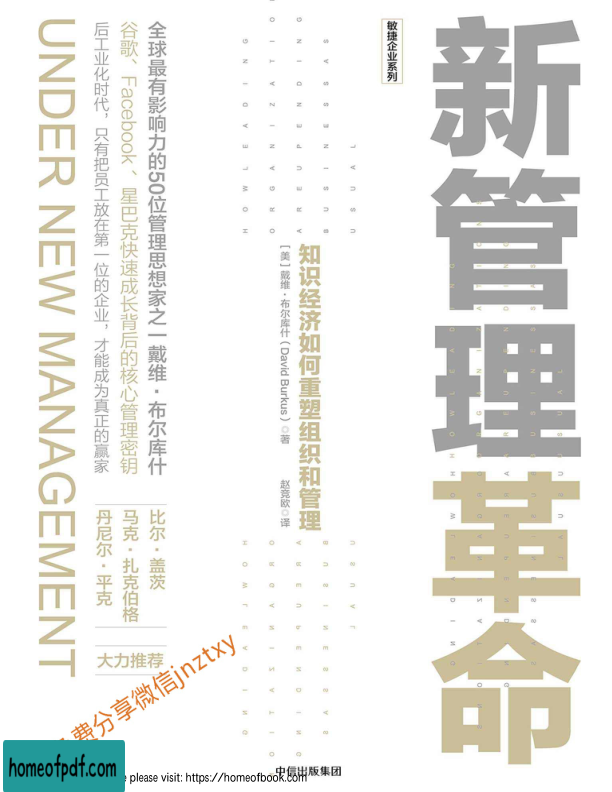 敏捷企业系列
新管理革命
HOW LEADING
ORGANIZATIONS
ARE UPENDING
BUSINESS AS
USUAL
知识经济如何重塑组织和管理
[美]戴维·布尔库什(David Burkus)◎著
赵竞欧◎译
全球最有影响力的50位管理思想家之一戴维·布尔库什
谷歌、Facebook、星巴克快速成长背后的核心管理密钥
后工业化时代，只有把员工放在第一位的企业，才能成为真正的赢家
比尔·盖茨
马克·扎克伯格
丹尼尔·平克
大力推荐
UNDER NEW MANAGEMENT
费分享微信jnztxy
中信出版集团
homeofpdf.com
e please visit: https://homeofbook.com